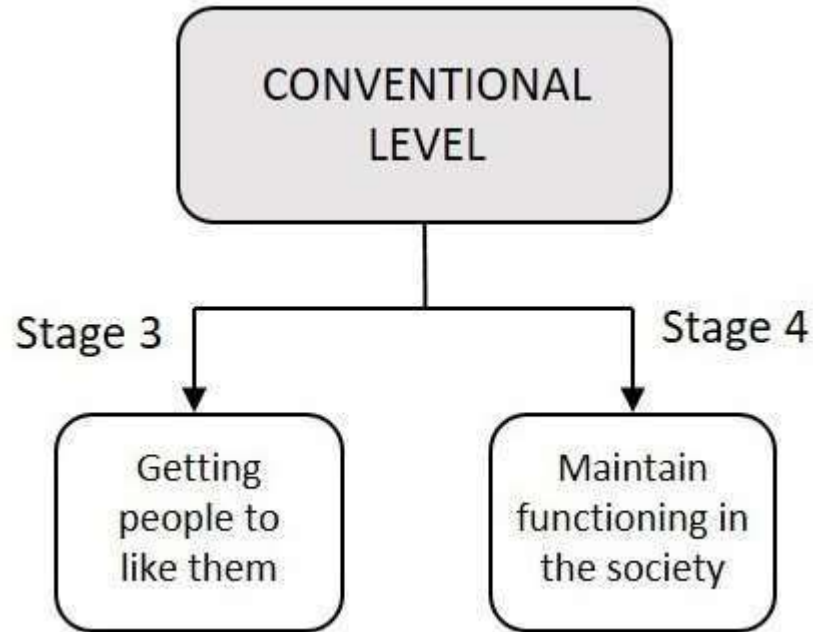 CONVENTIONAL
LEVEL
Stage 3
Stage 4
Getting
people to
like them
Maintain
functioning in
the society